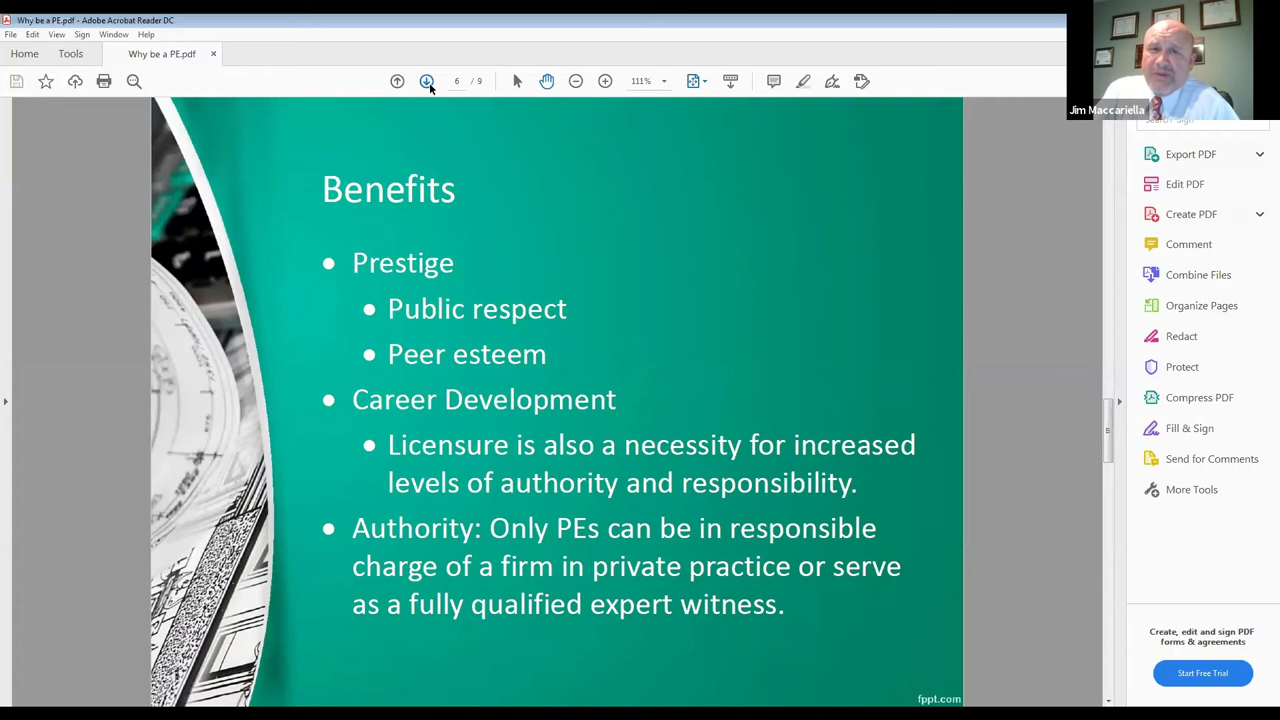 Why be a PE.pdf - Adobe Acrobat Reader DC
File Edit View Sign Window Help
Home Tools Why be a PE.pdf ×
6 / 9 111%
Jim Maccariella
Export PDF
Edit PDF
Create PDF
Comment
Combine Files
Organize Pages
Redact
Protect
Compress PDF
Fill & Sign
Send for Comments
More Tools
Create, edit and sign PDF
forms & agreements
Start Free Trial
Benefits
• Prestige
• Public respect
• Peer esteem
• Career Development
• Licensure is also a necessity for increased
levels of authority and responsibility.
• Authority: Only PEs can be in responsible
charge of a firm in private practice or serve
as a fully qualified expert witness.
fppt.com